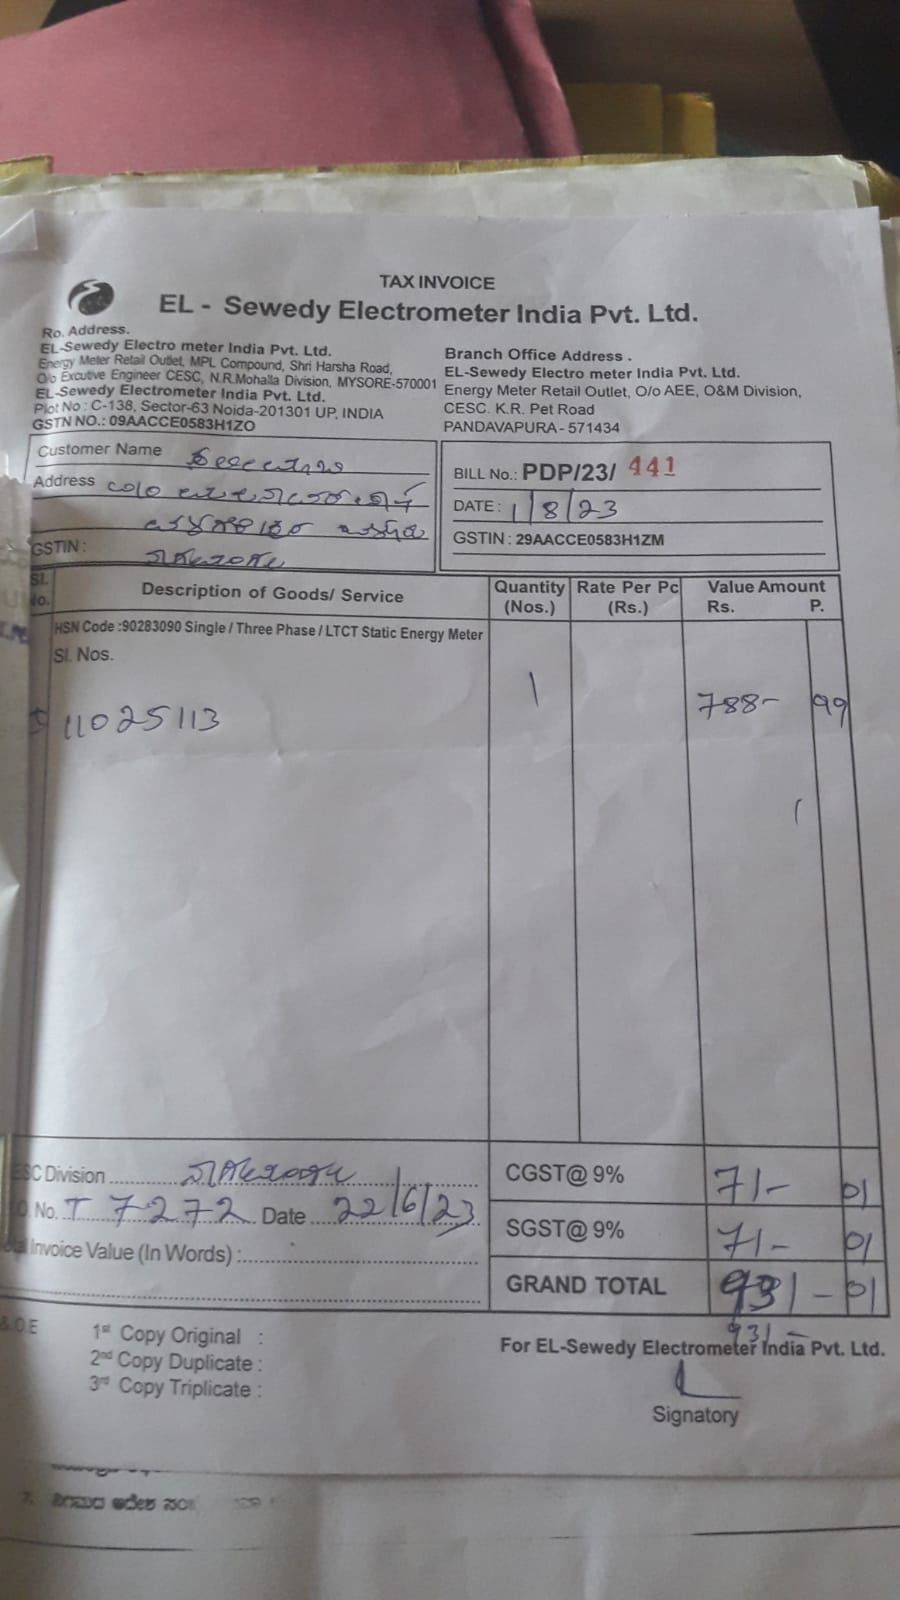 TAX INVOICE
EL - Sewedy Electrometer India Pvt. Ltd.
Ro. Address.
EL-Sewedy Electro meter India Pvt. Ltd.
Energy Meter Retail Outlet, MPL Compound, Shri Harsha Road,
O/o Excutive Engineer CESC, N.R.Mohalla Division, MYSORE-570001
EL-Sewedy Electrometer India Pvt. Ltd.
Plot No : C-138, Sector-63 Noida-201301 UP, INDIA
GSTN NO.: 09AACCE0583H1ZO
Branch Office Address .
EL-Sewedy Electro meter India Pvt. Ltd.
Energy Meter Retail Outlet, O/o AEE, O&M Division,
CESC. K.R. Pet Road
PANDAVAPURA - 571434
Customer Name
Address
GSTIN :
BILL No.: PDP/23/ 441
DATE : 1/8/23
GSTIN : 29AACCE0583H1ZM
Sl. No. Description of Goods/ Service Quantity (Nos.) Rate Per Pc (Rs.) Value Amount Rs. P.
HSN Code :90283090 Single / Three Phase / LTCT Static Energy Meter
Sl. Nos.
11025113 1 788- 99
ESC Division
No. T 7272 Date 22/6/23
Invoice Value (In Words) :
CGST@ 9% 71- 01
SGST@ 9% 71- 01
GRAND TOTAL 931 - 01
931 -
&.O.E
1st Copy Original :
2nd Copy Duplicate :
3rd Copy Triplicate :
For EL-Sewedy Electrometer India Pvt. Ltd.
Signatory